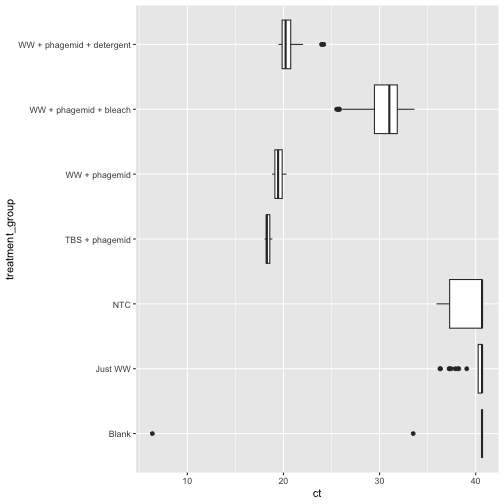 WW + phagemid + detergent
WW + phagemid + bleach
WW + phagemid
TBS + phagemid
NTC
Just WW
Blank
treatment_group
10 20 30 40
ct